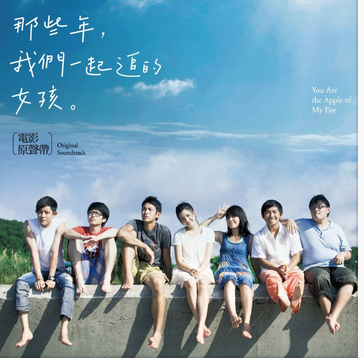 那些年，
我們一起追的
女孩。
電影
原聲帶
Original
Soundtrack
You Are
the Apple of
My Eye